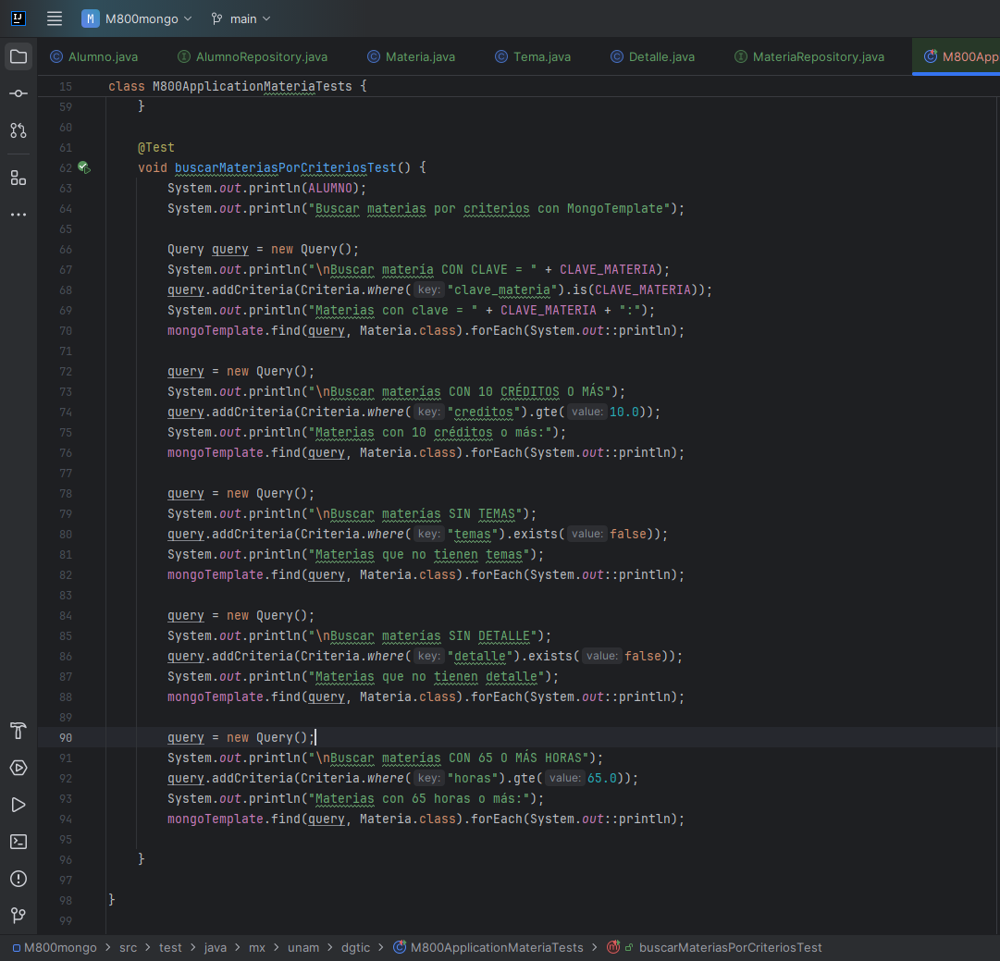 IJ M M800mongo main
Alumno.java AlumnoRepository.java Materia.java Tema.java Detalle.java MateriaRepository.java M800App
15 class M800ApplicationMateriaTests {
59 }
60
61 @Test
62 void buscarMateriasPorCriteriosTest() {
63 System.out.println(ALUMNO);
64 System.out.println("Buscar materias por criterios con MongoTemplate");
65
66 Query query = new Query();
67 System.out.println("\nBuscar matería CON CLAVE = " + CLAVE_MATERIA);
68 query.addCriteria(Criteria.where( key: "clave_materia").is(CLAVE_MATERIA));
69 System.out.println("Materias con clave = " + CLAVE_MATERIA + ":");
70 mongoTemplate.find(query, Materia.class).forEach(System.out::println);
71
72 query = new Query();
73 System.out.println("\nBuscar materías CON 10 CRÉDITOS O MÁS");
74 query.addCriteria(Criteria.where( key: "creditos").gte( value: 10.0));
75 System.out.println("Materias con 10 créditos o más:");
76 mongoTemplate.find(query, Materia.class).forEach(System.out::println);
77
78 query = new Query();
79 System.out.println("\nBuscar materías SIN TEMAS");
80 query.addCriteria(Criteria.where( key: "temas").exists( value: false));
81 System.out.println("Materias que no tienen temas");
82 mongoTemplate.find(query, Materia.class).forEach(System.out::println);
83
84 query = new Query();
85 System.out.println("\nBuscar materías SIN DETALLE");
86 query.addCriteria(Criteria.where( key: "detalle").exists( value: false));
87 System.out.println("Materias que no tienen detalle");
88 mongoTemplate.find(query, Materia.class).forEach(System.out::println);
89
90 query = new Query();
91 System.out.println("\nBuscar materías CON 65 O MÁS HORAS");
92 query.addCriteria(Criteria.where( key: "horas").gte( value: 65.0));
93 System.out.println("Materias con 65 horas o más:");
94 mongoTemplate.find(query, Materia.class).forEach(System.out::println);
95
96 }
97
98 }
99
M800mongo > src > test > java > mx > unam > dgtic > M800ApplicationMateriaTests > buscarMateriasPorCriteriosTest